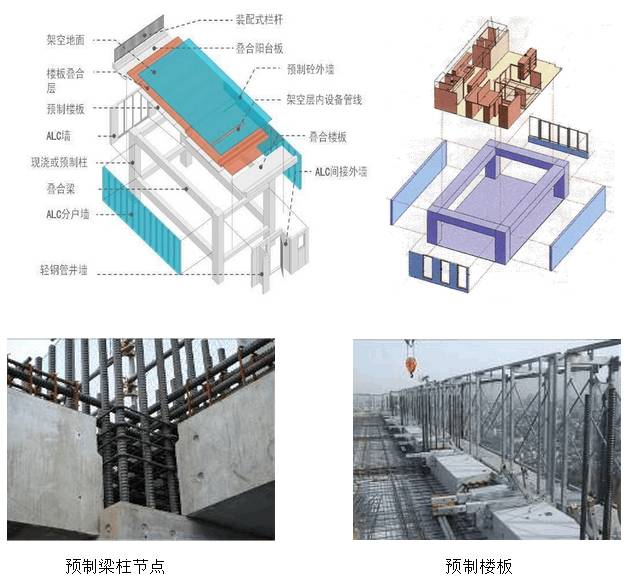 装配式栏杆
架空地面
叠合阳台板
楼板叠合
层
预制砼外墙
预制楼板
架空层内设备管线
ALC墙
叠合楼板
现浇或预制柱
ALC间接外墙
叠合梁
ALC分户墙
轻钢管井墙
预制梁柱节点
预制楼板